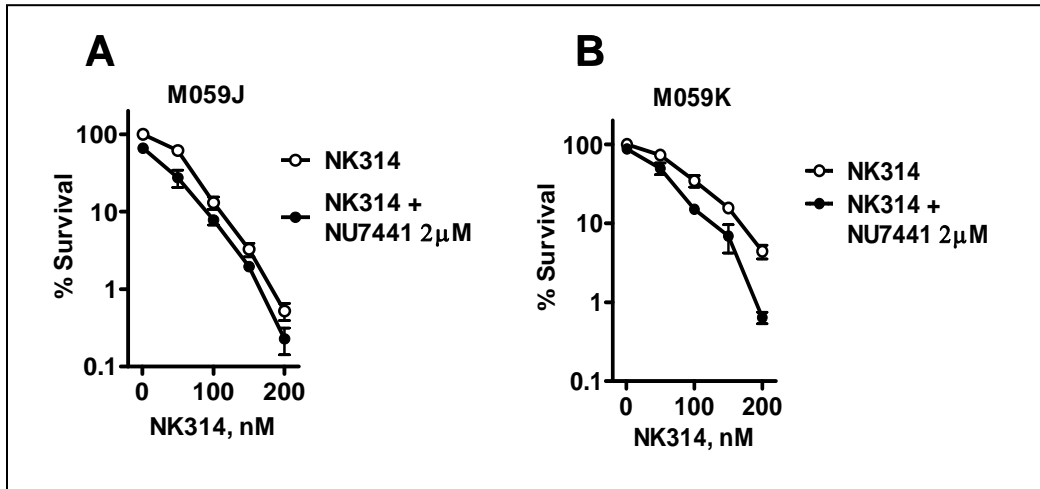 A
M059J
% Survival
100
10
1
0.1
0
100
200
NK314, nM
NK314
NK314 +
NU7441 2μM
B
M059K
% Survival
100
10
1
0.1
0
100
200
NK314, nM
NK314
NK314 +
NU7441 2μM